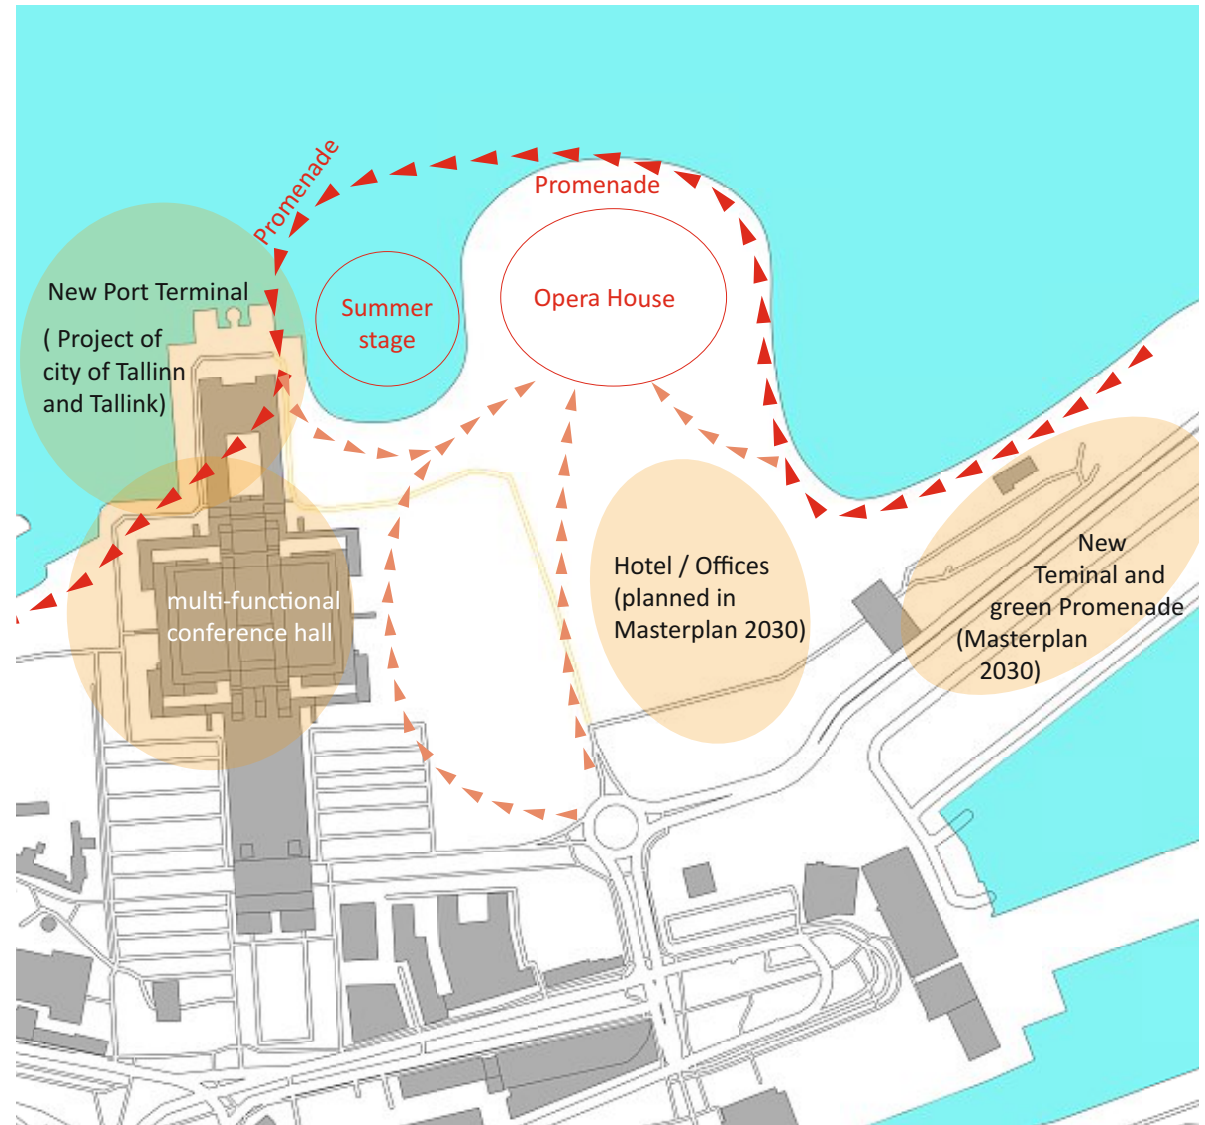 Promenade
Promenade
New Port Terminal
( Project of
city of Tallinn
and Tallink)
Summer
stage
Opera House
multi-functional
conference hall
Hotel / Offices
(planned in
Masterplan 2030)
New
Teminal and
green Promenade
(Masterplan
2030)